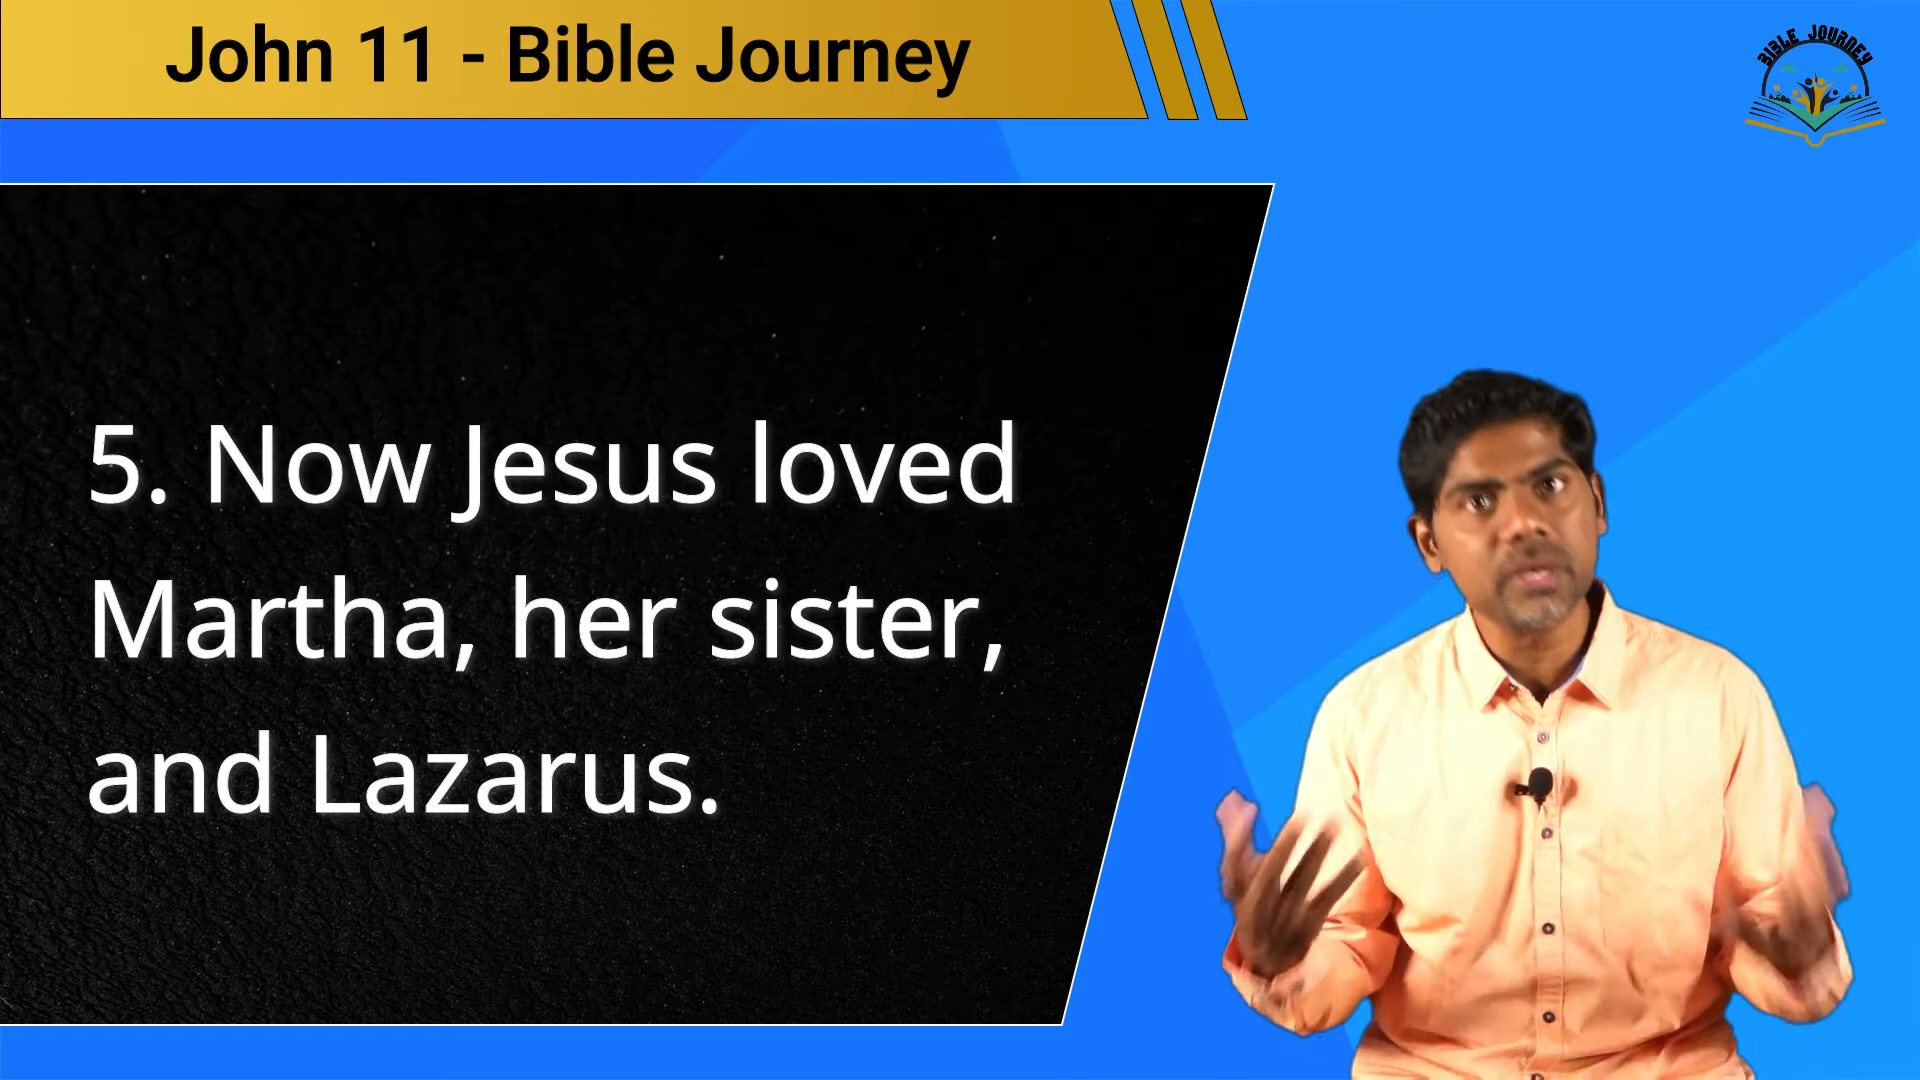 John 11 - Bible Journey
BIBLE JOURNEY
5. Now Jesus loved
Martha, her sister,
and Lazarus.